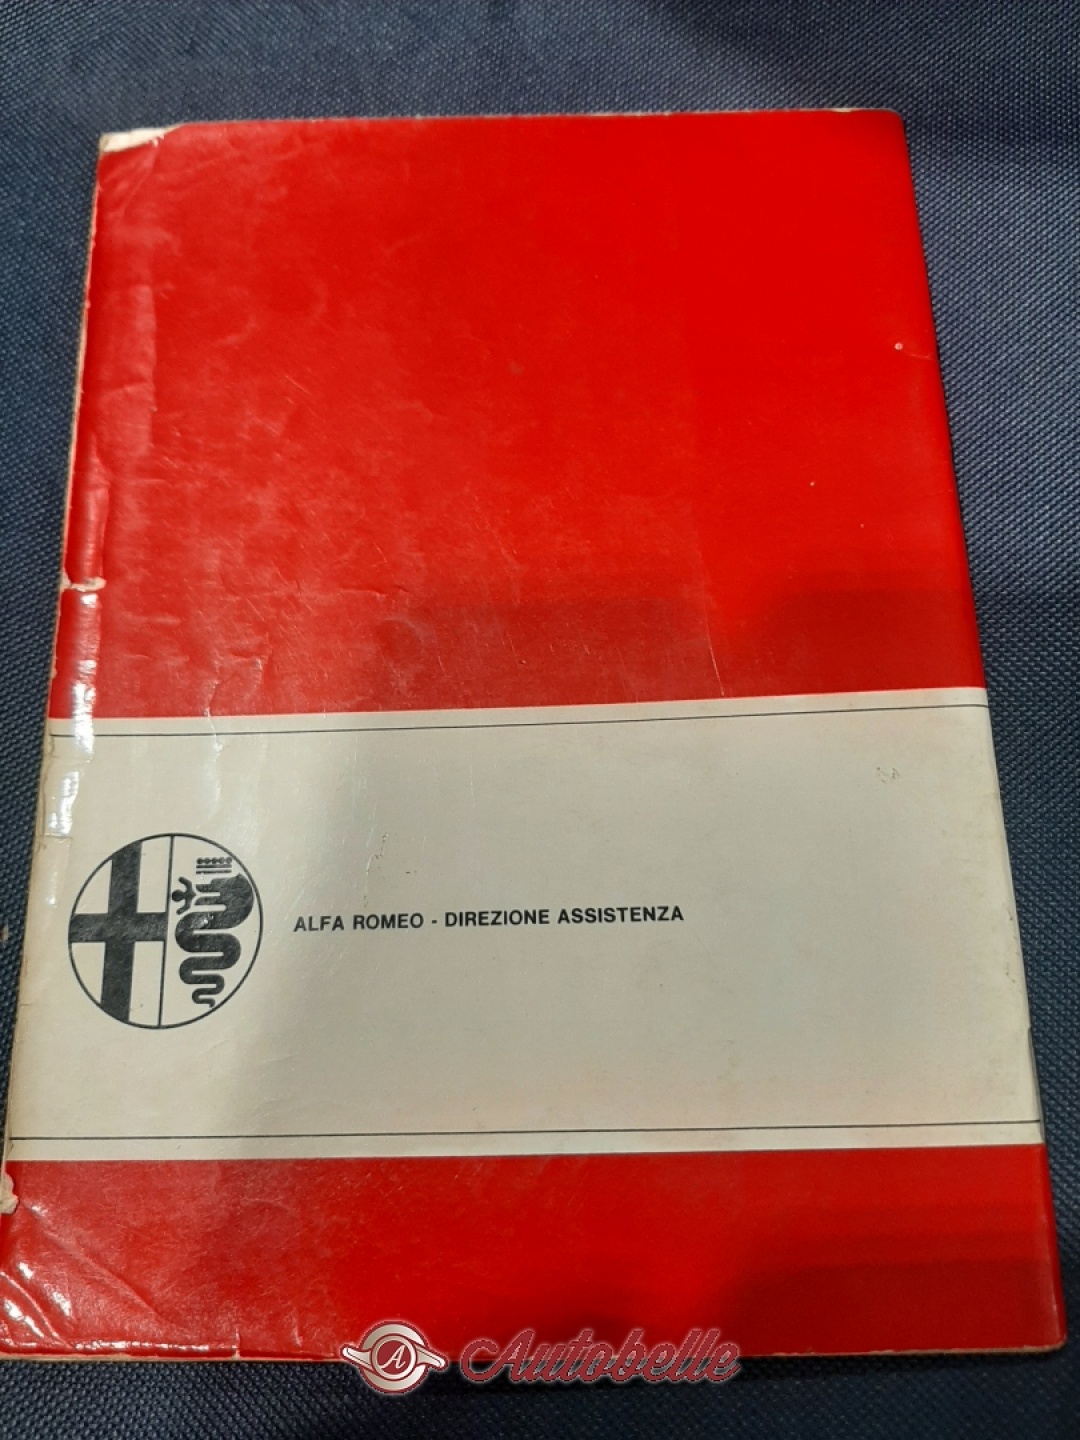 ALFA ROMEO - DIREZIONE ASSISTENZA
A Autobelle